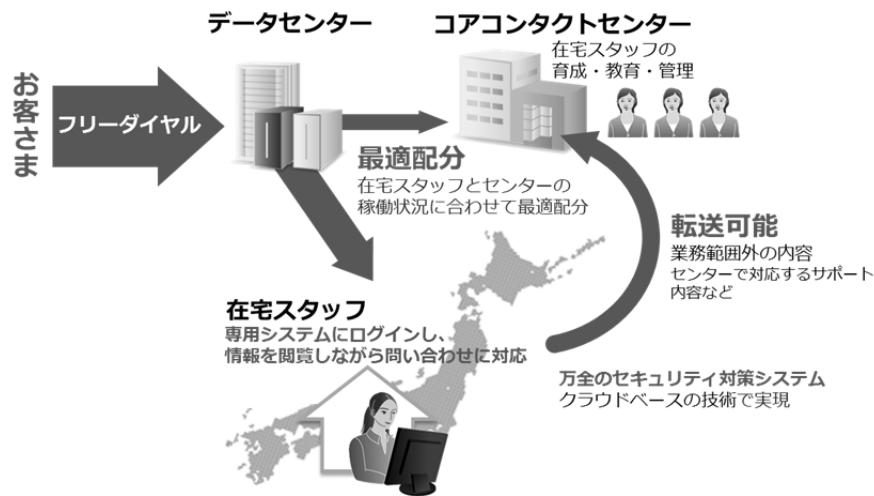 お客さま
フリーダイヤル
データセンター
コアコンタクトセンター
在宅スタッフの
育成・教育・管理
最適配分
在宅スタッフとセンターの
稼働状況に合わせて最適配分
転送可能
業務範囲外の内容
センターで対応するサポート
内容など
在宅スタッフ
専用システムにログインし、
情報を閲覧しながら問い合わせに対応
万全のセキュリティ対策システム
クラウドベースの技術で実現